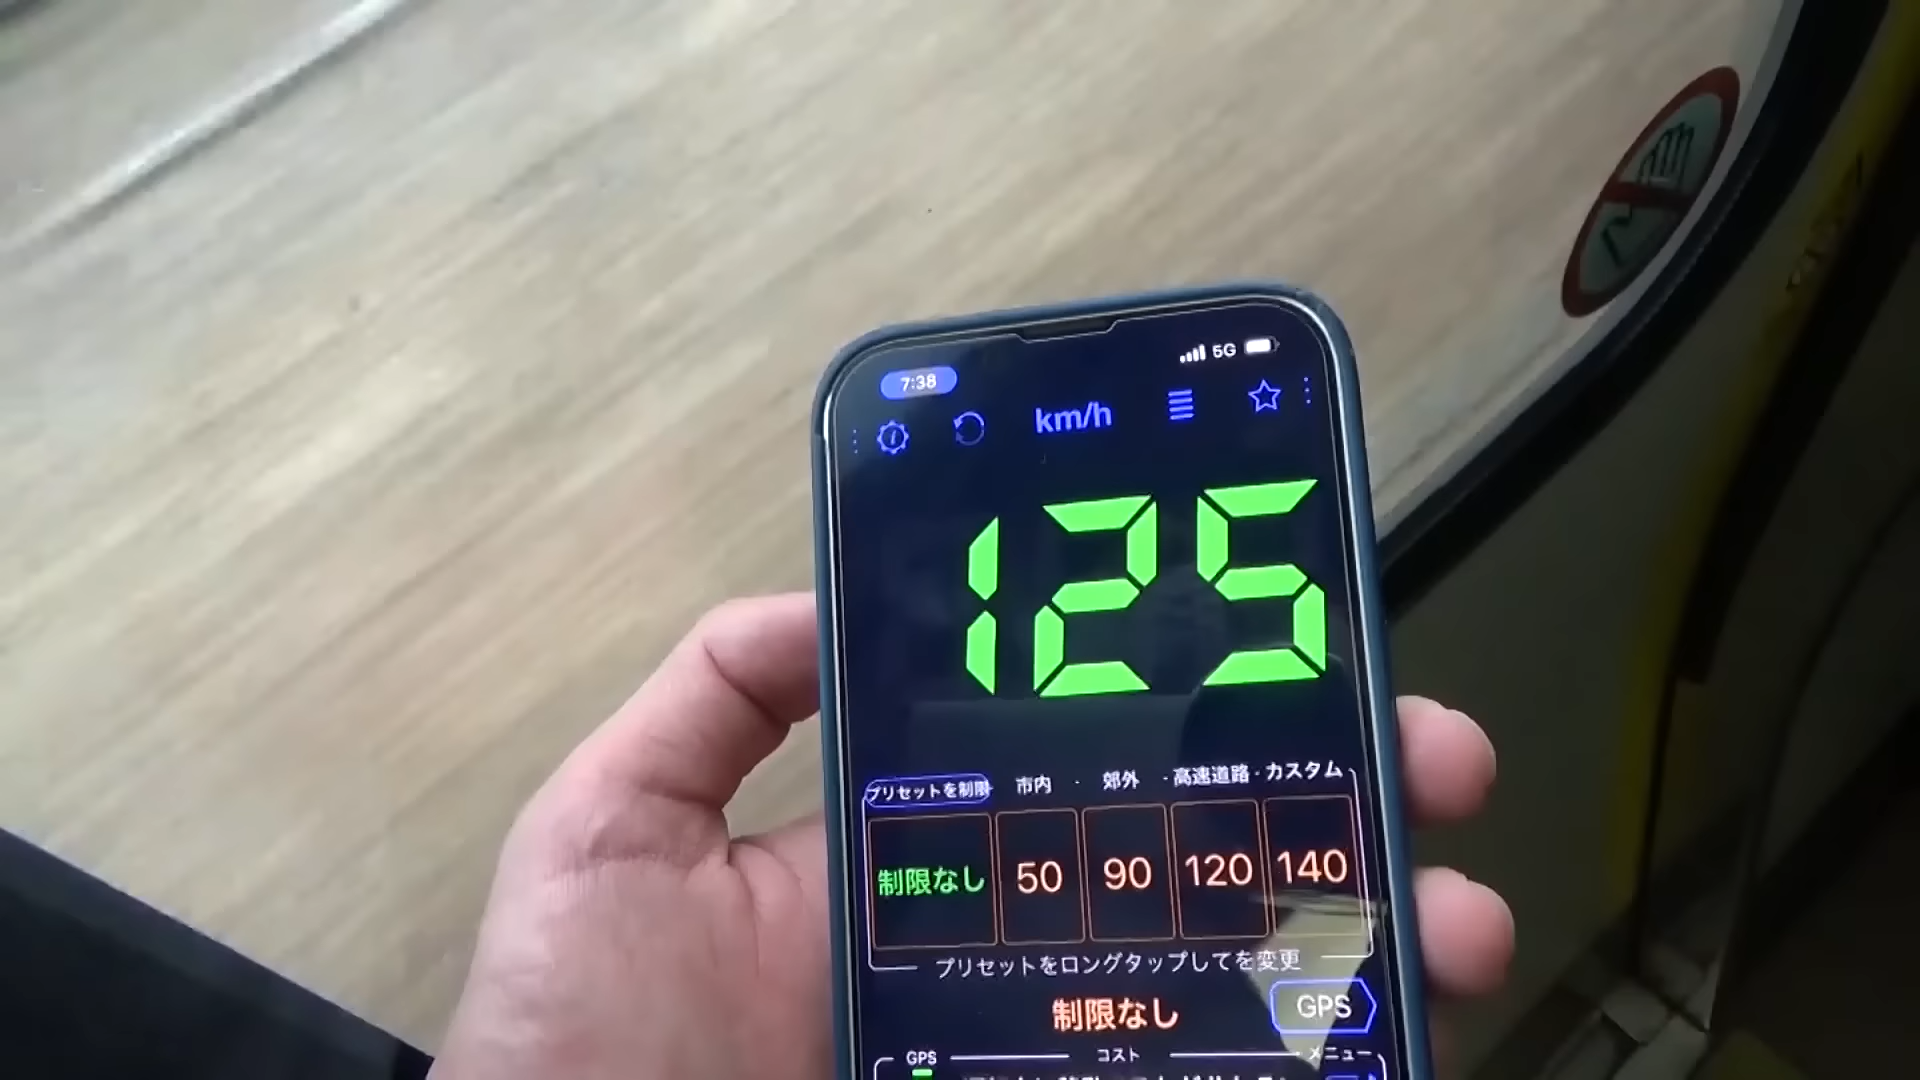 7:38 5G
km/h
125
プリセットを制限 市内 · 郊外 · 高速道路 · カスタム
制限なし 50 90 120 140
プリセットをロングタップしてを変更
制限なし GPS
GPS コスト メニュー